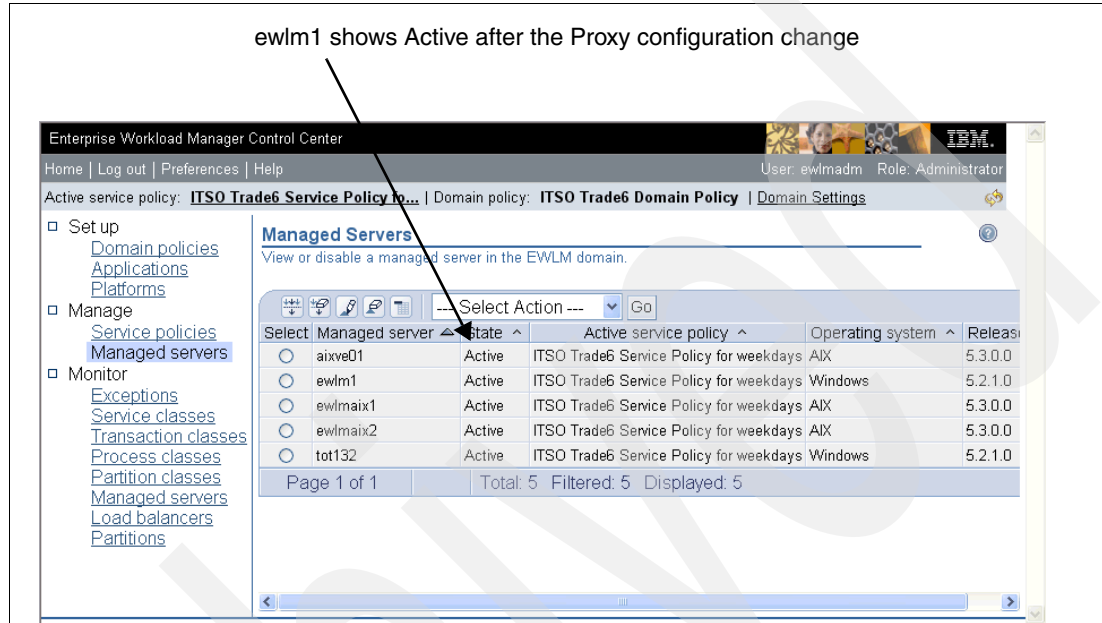 ewlm1 shows Active after the Proxy configuration change
Enterprise Workload Manager Control Center
IBM.
Home | Log out | Preferences | Help
User: ewlmadm Role: Administrator
Active service policy: ITSO Trade6 Service Policy fo... | Domain policy: ITSO Trade6 Domain Policy | Domain Settings
Set up
Domain policies
Applications
Platforms
Manage
Service policies
Managed servers
Monitor
Exceptions
Service classes
Transaction classes
Process classes
Partition classes
Managed servers
Load balancers
Partitions
Managed Servers
View or disable a managed server in the EWLM domain.
--- Select Action --- Go
Select Managed server State Active service policy Operating system Release
aixve01 Active ITSO Trade6 Service Policy for weekdays AIX 5.3.0.0
ewlm1 Active ITSO Trade6 Service Policy for weekdays Windows 5.2.1.0
ewlmaix1 Active ITSO Trade6 Service Policy for weekdays AIX 5.3.0.0
ewlmaix2 Active ITSO Trade6 Service Policy for weekdays AIX 5.3.0.0
tot132 Active ITSO Trade6 Service Policy for weekdays Windows 5.2.1.0
Page 1 of 1 Total: 5 Filtered: 5 Displayed: 5